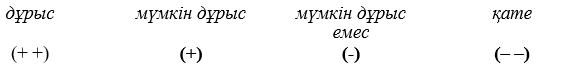 дұрыс мүмкін дұрыс мүмкін дұрыс қате
емес
(+ +) (+) (-) (– –)